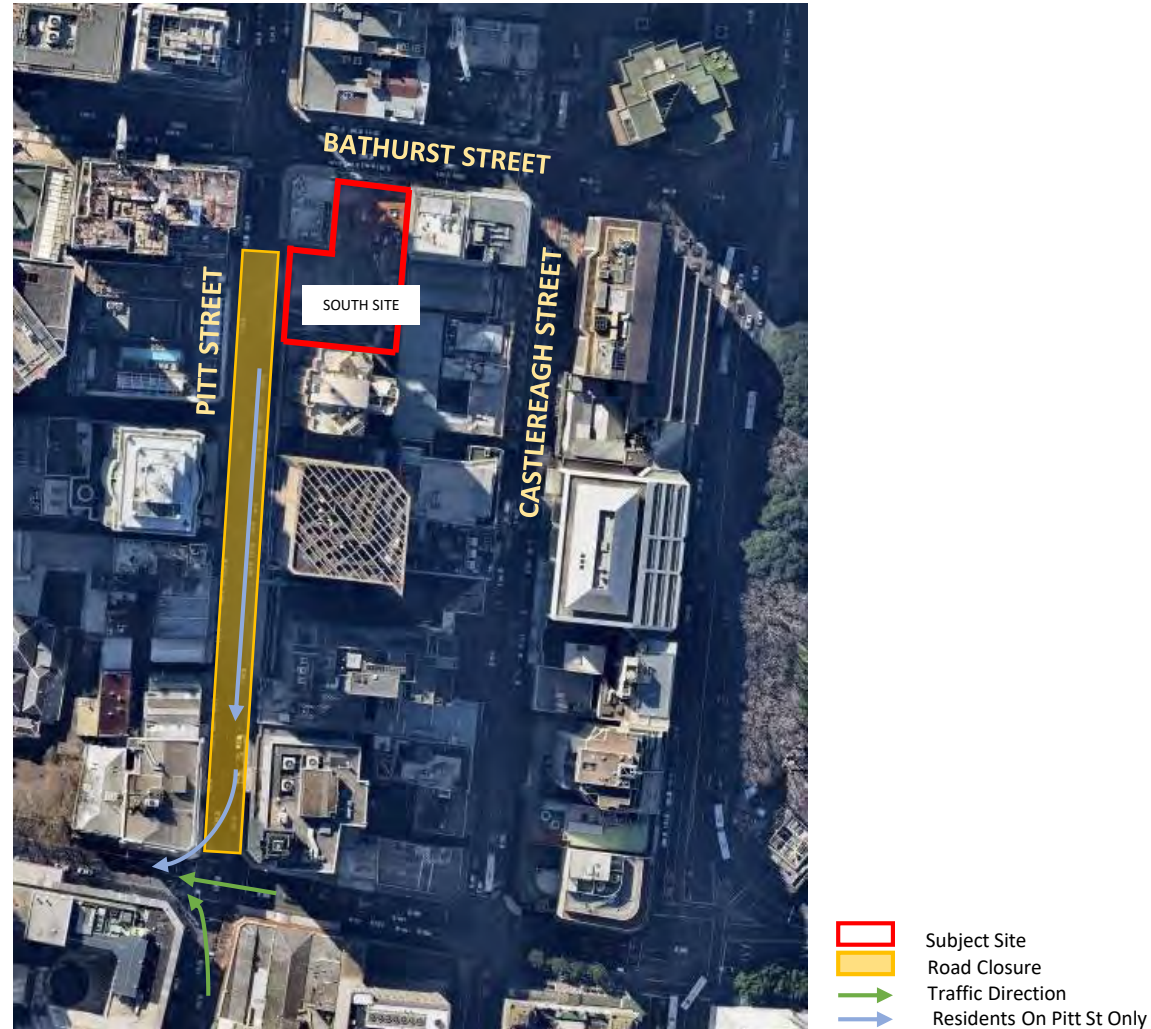 BATHURST STREET
PITT STREET
SOUTH SITE
CASTLEREAGH STREET
Subject Site
Road Closure
Traffic Direction
Residents On Pitt St Only